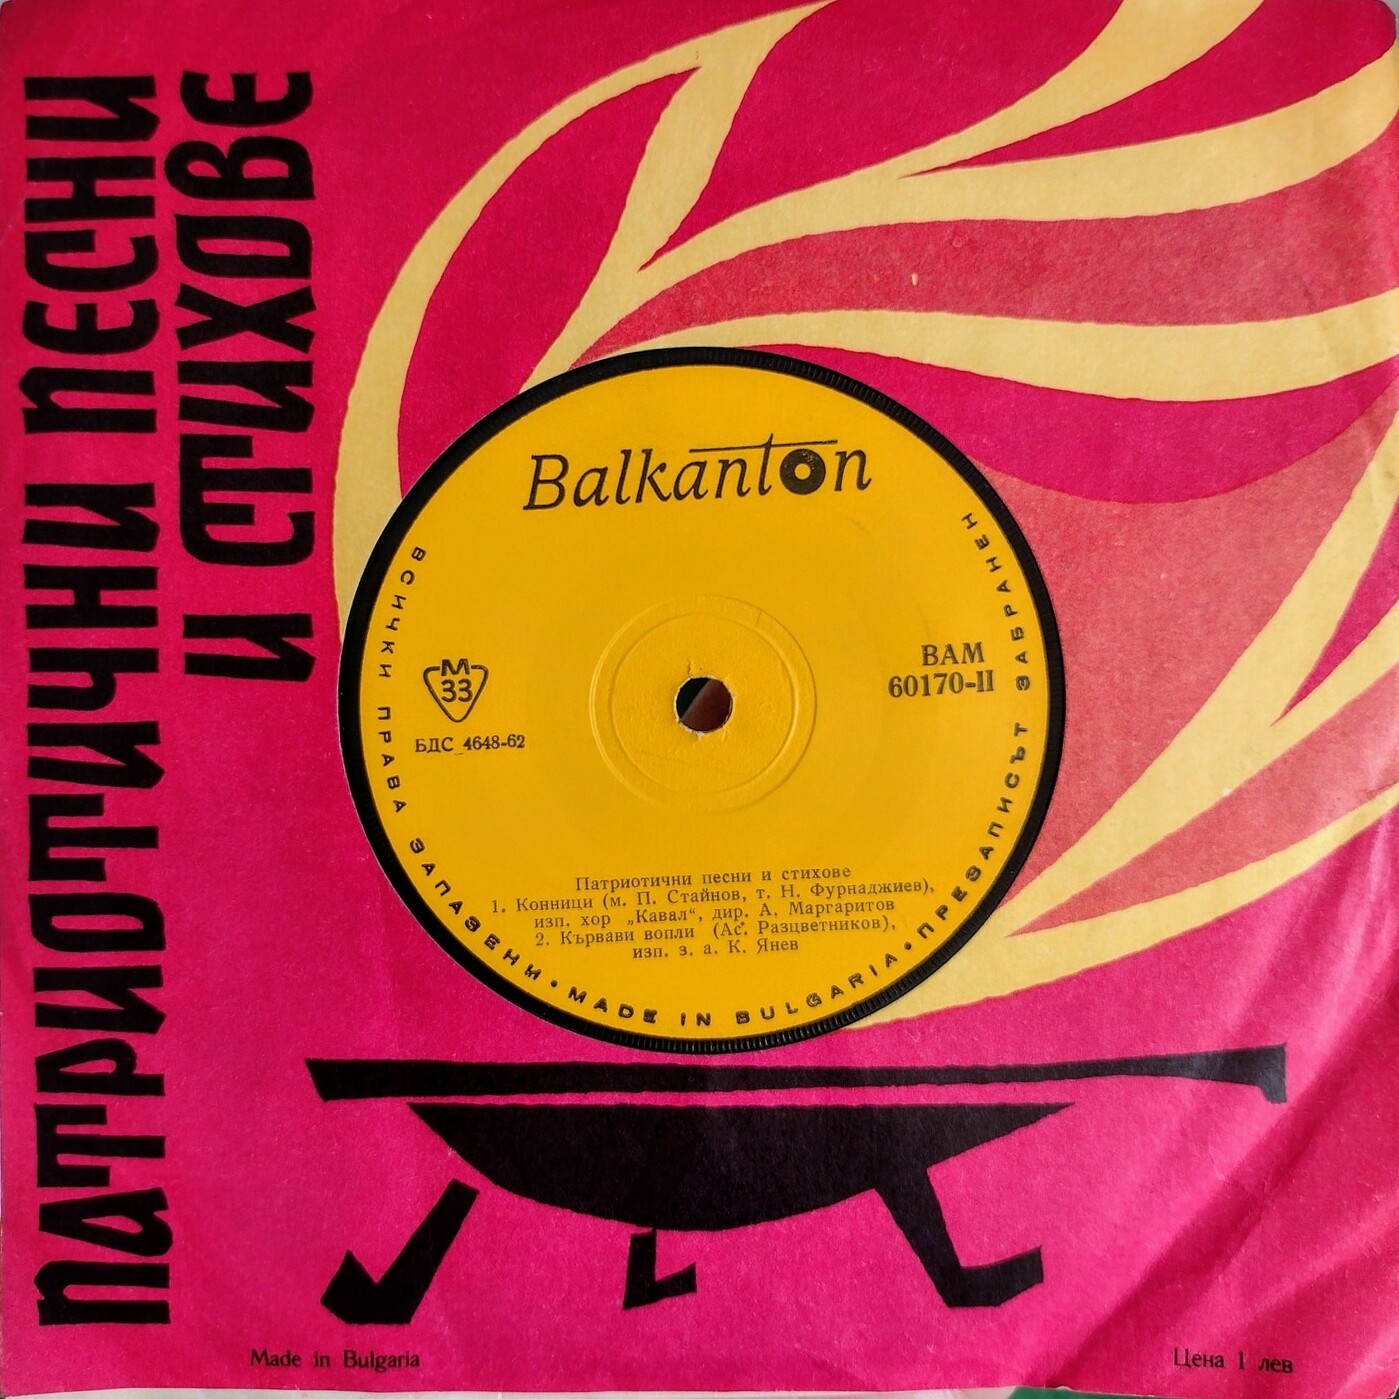 ПАТРИОТИЧНИ ПЕСНИ
И СТИХОВЕ
Balkanton
ВСИЧКИ ПРАВА ЗАПАЗЕНИ • MADE IN BULGARIA • ПРЕЗАПИСЪТ ЗАБРАНЕН
М
33
БДС 4648-62
ВАМ
60170-II
Патриотични песни и стихове
1. Конници (м. П. Стайнов, т. Н. Фурнаджиев),
изп. хор „Кавал“, дир. А. Маргаритов
2. Кървави вопли (Ас. Разцветников),
изп. з. а. К. Янев
Made in Bulgaria
Цена 1 лев